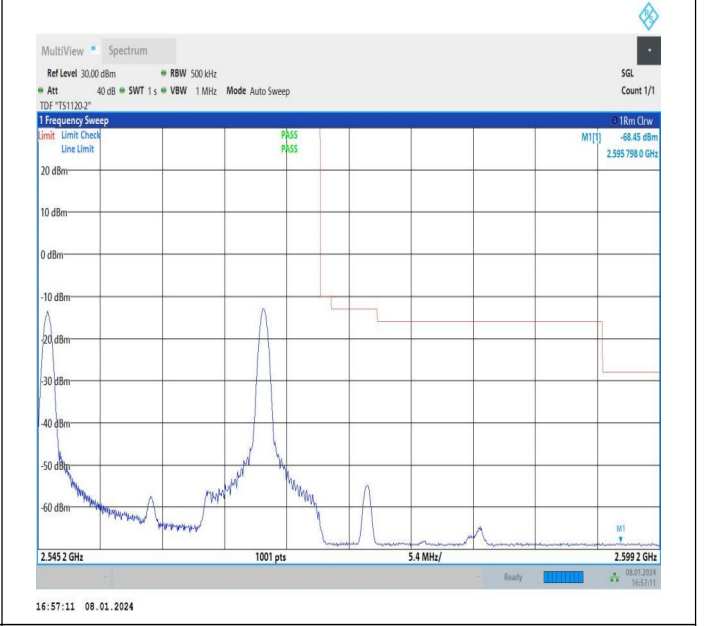 R S
MultiView Spectrum
Ref Level 30.00 dBm RBW 500 kHz SGL
Att 40 dB SWT 1 s VBW 1 MHz Mode Auto Sweep Count 1/1
TDF "TS1120-2"
1 Frequency Sweep 1Rm Clrw
Limit Limit Check PASS M1[1] -68.45 dBm
Line Limit PASS 2.595 798 0 GHz
20 dBm
10 dBm
0 dBm
-10 dBm
-20 dBm
-30 dBm
-40 dBm
-50 dBm
-60 dBm
M1
2.545 2 GHz 1001 pts 5.4 MHz/ 2.599 2 GHz
Ready 08.01.2024
16:57:11
16:57:11 08.01.2024